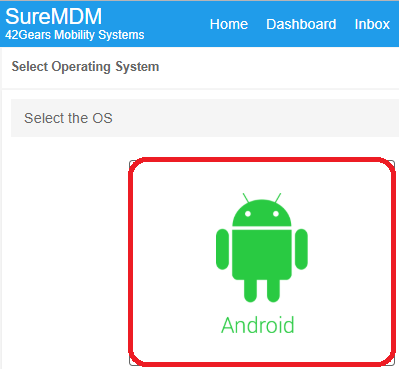 SureMDM
42Gears Mobility Systems
Home Dashboard Inbox
Select Operating System
Select the OS
Android